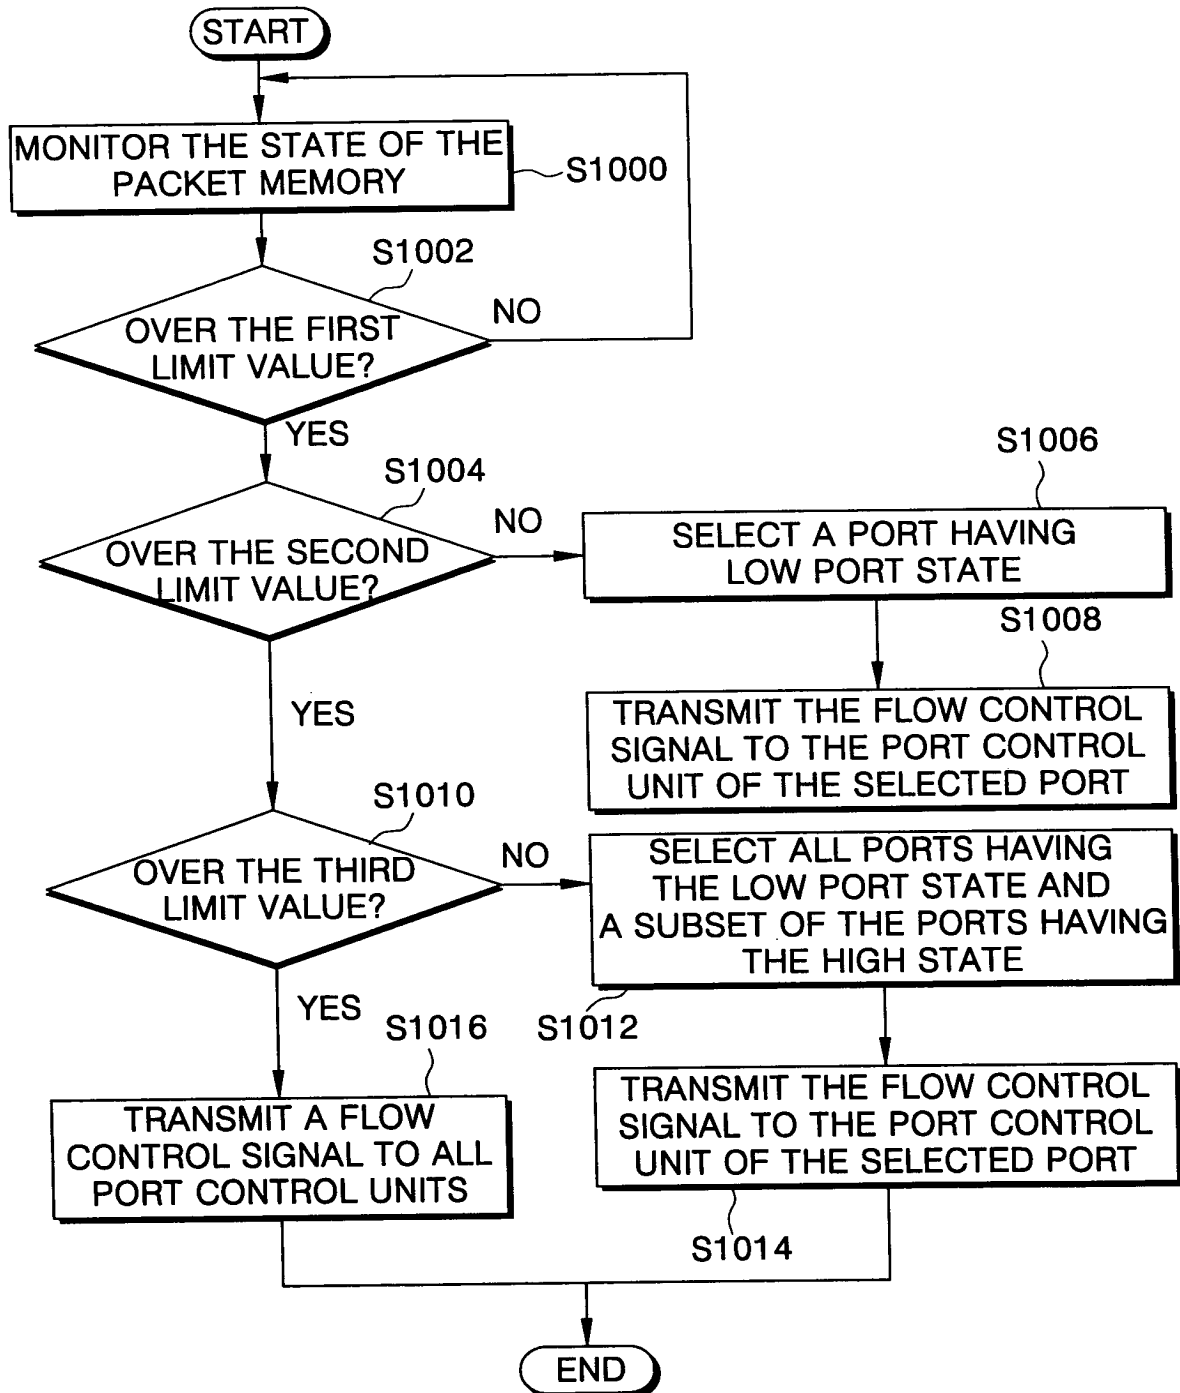 START
MONITOR THE STATE OF THE
PACKET MEMORY
S1000
S1002
OVER THE FIRST
LIMIT VALUE?
NO
YES
S1004
OVER THE SECOND
LIMIT VALUE?
NO
S1006
SELECT A PORT HAVING
LOW PORT STATE
S1008
TRANSMIT THE FLOW CONTROL
SIGNAL TO THE PORT CONTROL
UNIT OF THE SELECTED PORT
YES
S1010
OVER THE THIRD
LIMIT VALUE?
NO
SELECT ALL PORTS HAVING
THE LOW PORT STATE AND
A SUBSET OF THE PORTS HAVING
THE HIGH STATE
S1012
YES
S1016
TRANSMIT A FLOW
CONTROL SIGNAL TO ALL
PORT CONTROL UNITS
TRANSMIT THE FLOW CONTROL
SIGNAL TO THE PORT CONTROL
UNIT OF THE SELECTED PORT
S1014
END